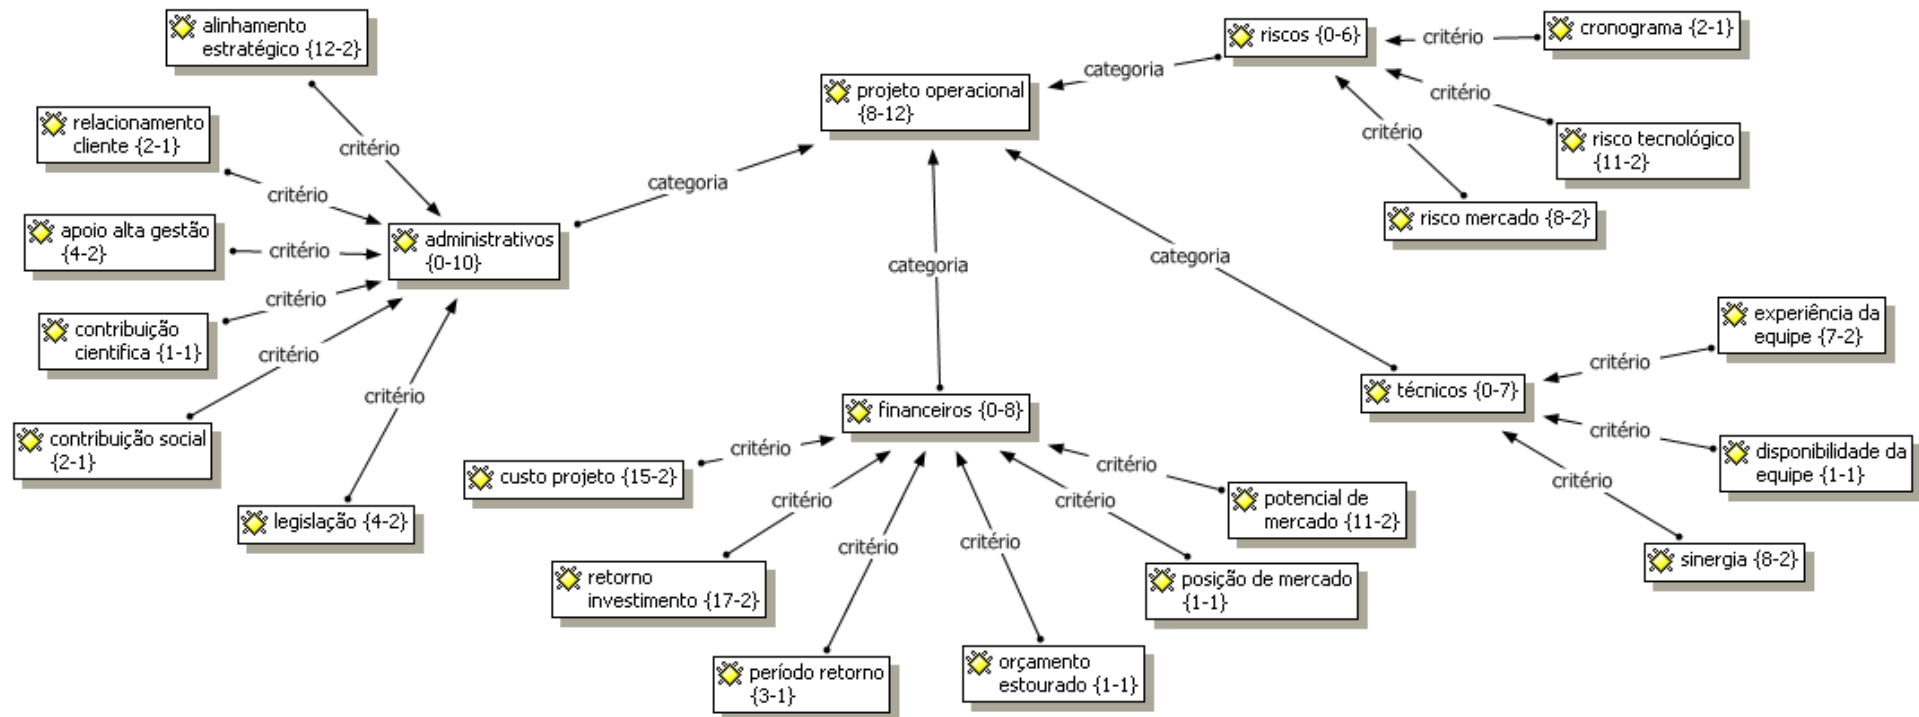 alinhamento
estratégico {12-2}
riscos {0-6}
critério
cronograma {2-1}
categoria
projeto operacional
{8-12}
critério
relacionamento
cliente {2-1}
critério
critério
risco tecnológico
{11-2}
categoria
critério
risco mercado {8-2}
apoio alta gestão
{4-2}
critério
administrativos
{0-10}
categoria
categoria
critério
contribuição
cientifica {1-1}
critério
experiência da
equipe {7-2}
critério
critério
técnicos {0-7}
contribuição social
{2-1}
financeiros {0-8}
critério
disponibilidade da
equipe {1-1}
critério
custo projeto {15-2}
critério
critério
legislação {4-2}
critério
critério
potencial de
mercado {11-2}
critério
critério
sinergia {8-2}
retorno
investimento {17-2}
posição de mercado
{1-1}
período retorno
{3-1}
orçamento
estourado {1-1}